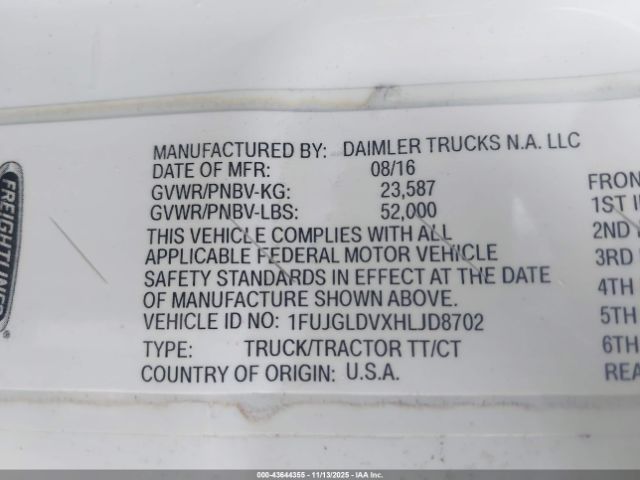 FREIGHTLINER
®
MANUFACTURED BY: DAIMLER TRUCKS N.A. LLC
DATE OF MFR: 08/16
GVWR/PNBV-KG: 23,587
GVWR/PNBV-LBS: 52,000
THIS VEHICLE COMPLIES WITH ALL
APPLICABLE FEDERAL MOTOR VEHICLE
SAFETY STANDARDS IN EFFECT AT THE DATE
OF MANUFACTURE SHOWN ABOVE.
VEHICLE ID NO: 1FUJGLDVXHLJD8702
TYPE: TRUCK/TRACTOR TT/CT
COUNTRY OF ORIGIN: U.S.A.
FRON
1ST I
2ND
3RD
4TH
5TH
6TH
REA
000-43644355 - 11/13/2025 - IAA Inc.